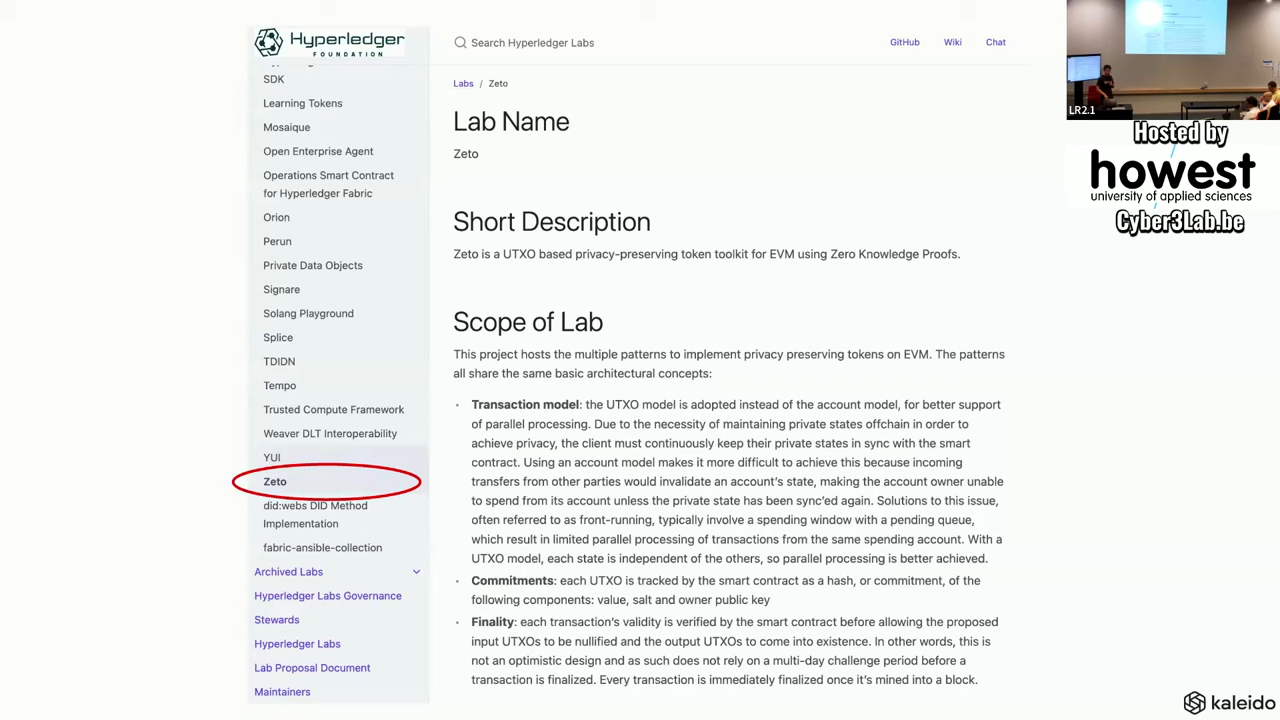 Hyperledger
FOUNDATION
SDK
Learning Tokens
Mosaique
Open Enterprise Agent
Operations Smart Contract
for Hyperledger Fabric
Orion
Perun
Private Data Objects
Signare
Solang Playground
Splice
TDIDN
Tempo
Trusted Compute Framework
Weaver DLT Interoperability
YUI
Zeto
did:webs DID Method
Implementation
fabric-ansible-collection
Archived Labs
Hyperledger Labs Governance
Stewards
Hyperledger Labs
Lab Proposal Document
Maintainers
Search Hyperledger Labs
GitHub
Wiki
Chat
Labs / Zeto
Lab Name
Zeto
Short Description
Zeto is a UTXO based privacy-preserving token toolkit for EVM using Zero Knowledge Proofs.
Scope of Lab
This project hosts the multiple patterns to implement privacy preserving tokens on EVM. The patterns
all share the same basic architectural concepts:
• Transaction model: the UTXO model is adopted instead of the account model, for better support
of parallel processing. Due to the necessity of maintaining private states offchain in order to
achieve privacy, the client must continuously keep their private states in sync with the smart
contract. Using an account model makes it more difficult to achieve this because incoming
transfers from other parties would invalidate an account's state, making the account owner unable
to spend from its account unless the private state has been sync'ed again. Solutions to this issue,
often referred to as front-running, typically involve a spending window with a pending queue,
which result in limited parallel processing of transactions from the same spending account. With a
UTXO model, each state is independent of the others, so parallel processing is better achieved.
• Commitments: each UTXO is tracked by the smart contract as a hash, or commitment, of the
following components: value, salt and owner public key
• Finality: each transaction's validity is verified by the smart contract before allowing the proposed
input UTXOs to be nullified and the output UTXOs to come into existence. In other words, this is
not an optimistic design and as such does not rely on a multi-day challenge period before a
transaction is finalized. Every transaction is immediately finalized once it's mined into a block.
LR2.1
Hosted by
howest
university of applied sciences
Cyber3Lab.be
kaleido